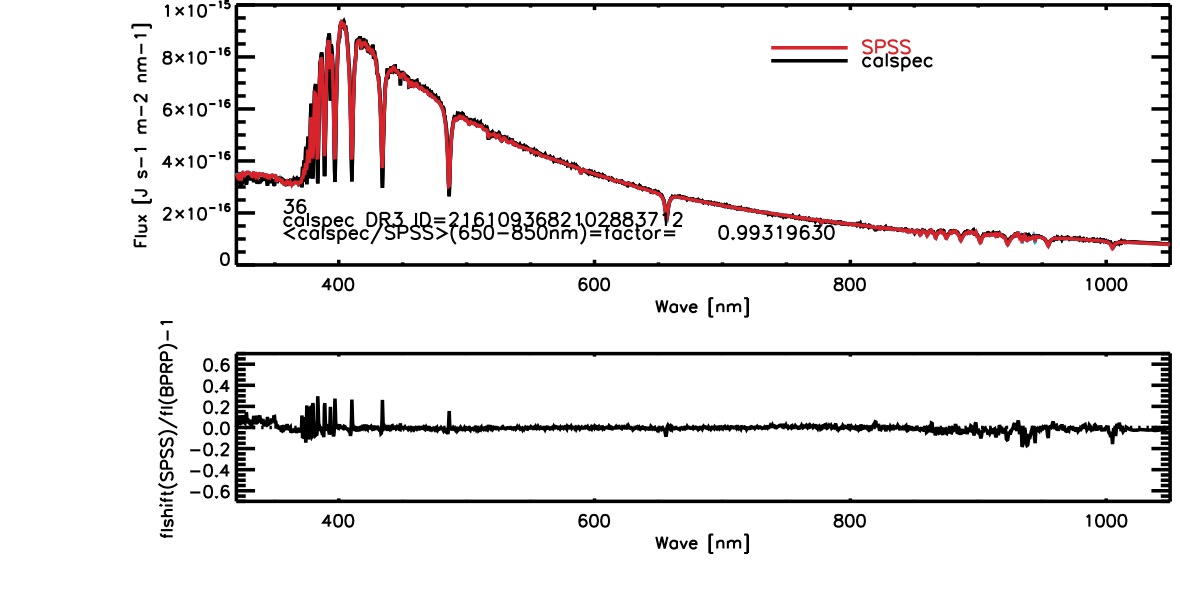 1×10−15
8×10−16
6×10−16
4×10−16
2×10−16
0
Flux [J s−1 m−2 nm−1]
SPSS
calspec
36
calspec DR3 ID=2161093682102883712
<calspec/SPSS>(650−850nm)=factor= 0.99319630
400 600 800 1000
Wave [nm]
0.6
0.4
0.2
0.0
−0.2
−0.4
−0.6
flshift(SPSS)/fl(BPRP)−1
400 600 800 1000
Wave [nm]